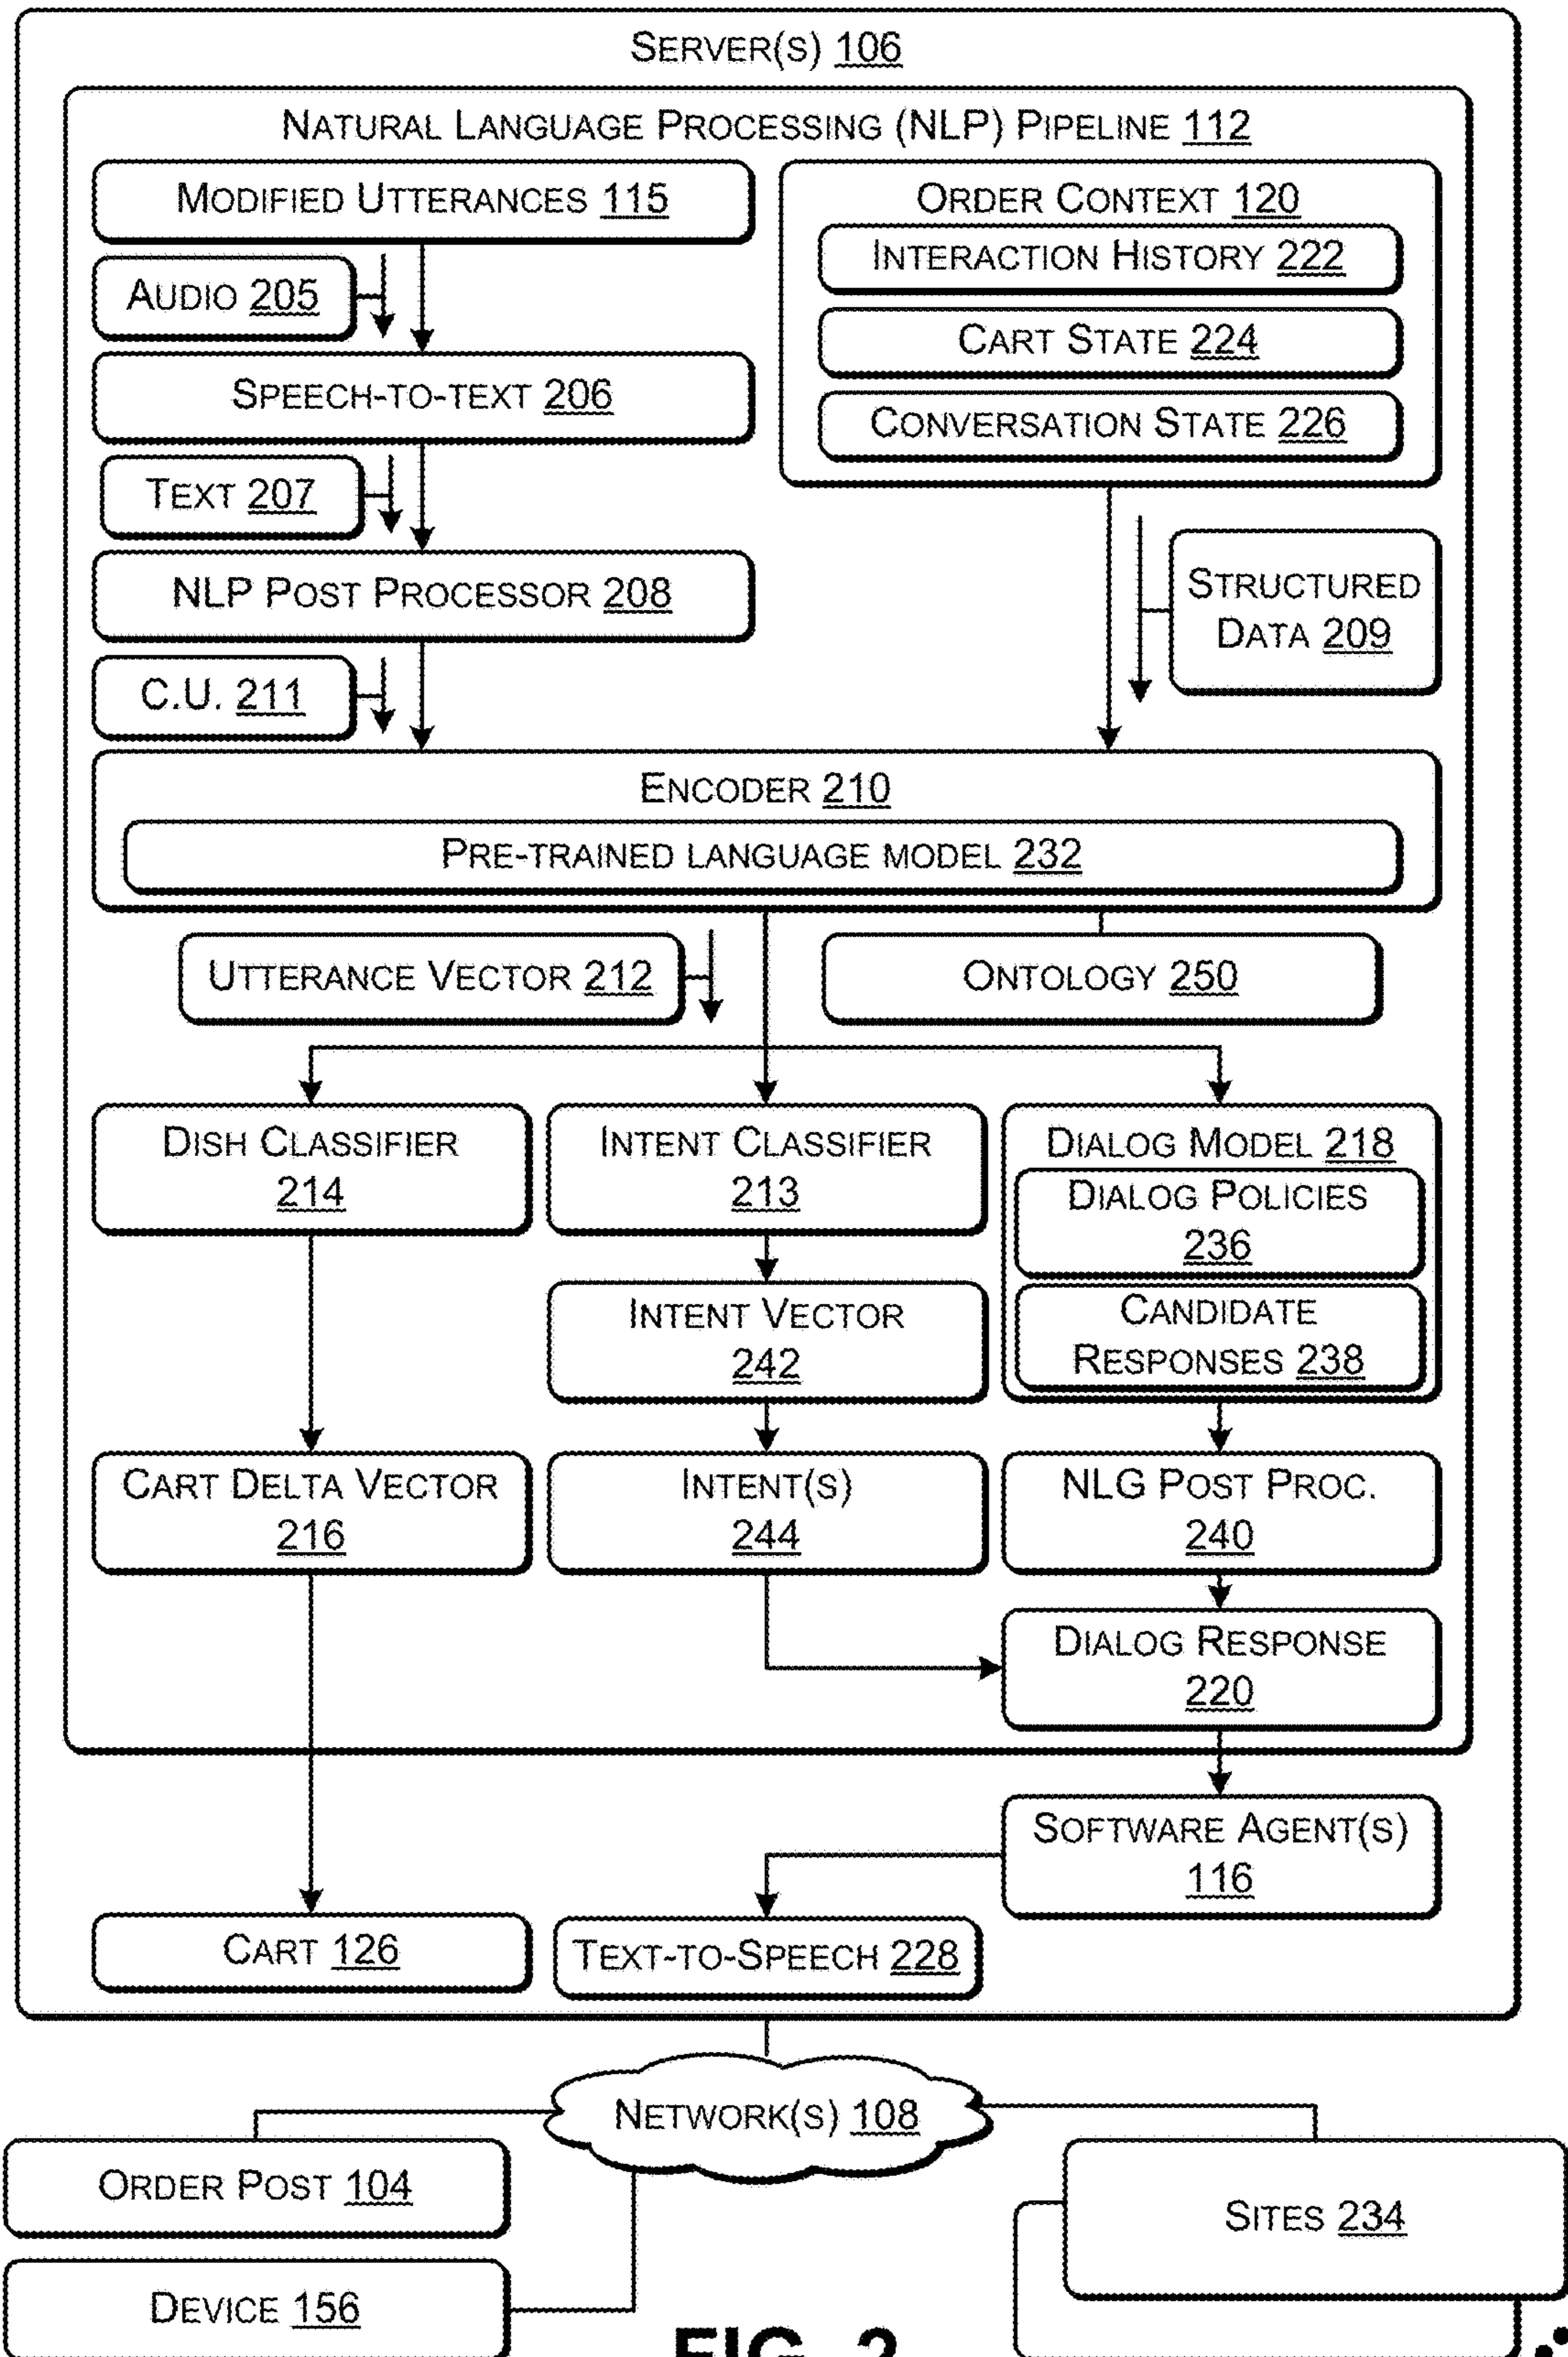 SERVER(S) 106
NATURAL LANGUAGE PROCESSING (NLP) PIPELINE 112
MODIFIED UTTERANCES 115
AUDIO 205
SPEECH-TO-TEXT 206
TEXT 207
NLP POST PROCESSOR 208
C.U. 211
ORDER CONTEXT 120
INTERACTION HISTORY 222
CART STATE 224
CONVERSATION STATE 226
STRUCTURED
DATA 209
ENCODER 210
PRE-TRAINED LANGUAGE MODEL 232
UTTERANCE VECTOR 212
ONTOLOGY 250
DISH CLASSIFIER
214
INTENT CLASSIFIER
213
DIALOG MODEL 218
DIALOG POLICIES
236
CANDIDATE
RESPONSES 238
INTENT VECTOR
242
CART DELTA VECTOR
216
INTENT(S)
244
NLG POST PROC.
240
DIALOG RESPONSE
220
SOFTWARE AGENT(S)
116
CART 126
TEXT-TO-SPEECH 228
NETWORK(S) 108
ORDER POST 104
SITES 234
DEVICE 156
FIG. 2